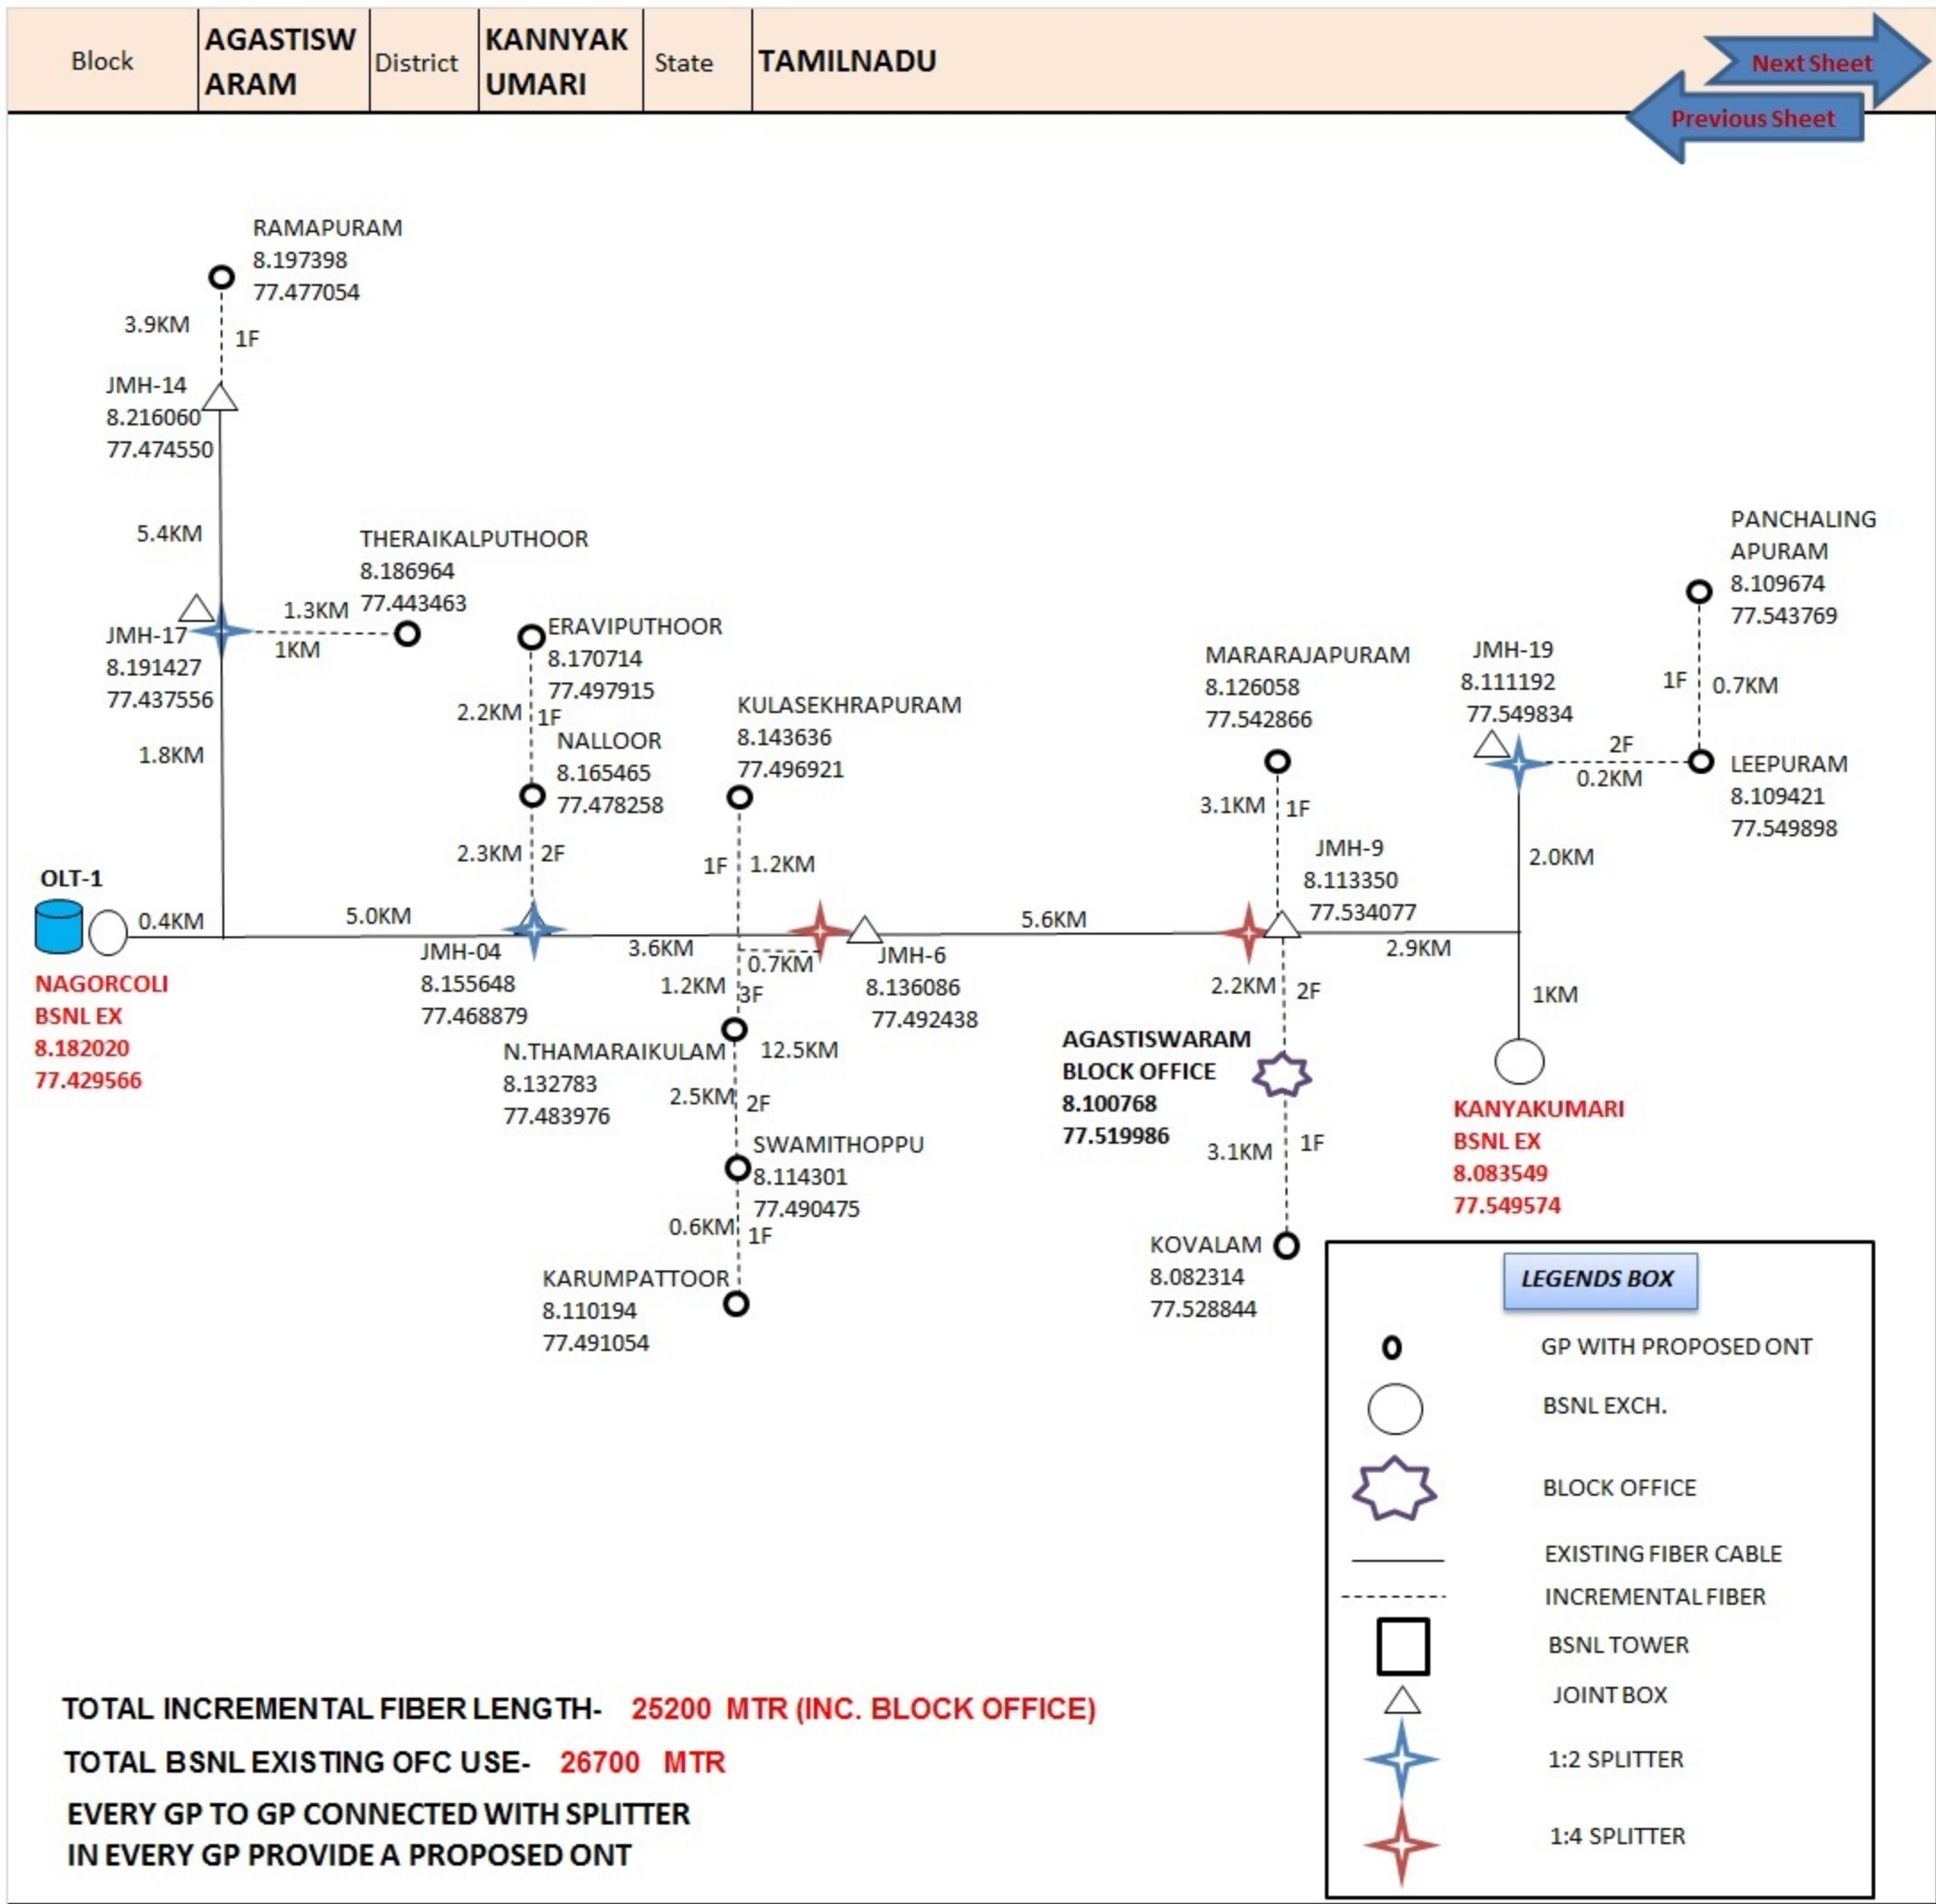 Block
AGASTISW
ARAM
District
KANNYAK
UMARI
State
TAMILNADU
Next Sheet
Previous Sheet
RAMAPURAM
8.197398
77.477054
3.9KM
1F
JMH-14
8.216060
77.474550
5.4KM
THERAIKALPUTHOOR
8.186964
77.443463
1.3KM
1KM
JMH-17
8.191427
77.437556
1.8KM
ERAVIPUTHOOR
8.170714
77.497915
2.2KM
1F
NALLOOR
8.165465
77.478258
2.3KM
2F
KULASEKHRAPURAM
8.143636
77.496921
1F
1.2KM
MARARAJAPURAM
8.126058
77.542866
3.1KM
1F
JMH-19
8.111192
77.549834
PANCHALING
APURAM
8.109674
77.543769
1F
0.7KM
2F
0.2KM
LEEPURAM
8.109421
77.549898
2.0KM
JMH-9
8.113350
77.534077
OLT-1
0.4KM
5.0KM
NAGORCOLI
BSNL EX
8.182020
77.429566
JMH-04
8.155648
77.468879
3.6KM
0.7KM
1.2KM
3F
JMH-6
8.136086
77.492438
5.6KM
2.9KM
2.2KM
2F
1KM
N.THAMARAIKULAM
8.132783
77.483976
12.5KM
2.5KM
2F
AGASTISWARAM
BLOCK OFFICE
8.100768
77.519986
3.1KM
1F
KANYAKUMARI
BSNL EX
8.083549
77.549574
SWAMITHOPPU
8.114301
77.490475
0.6KM
1F
KARUMPATTOOR
8.110194
77.491054
KOVALAM
8.082314
77.528844
LEGENDS BOX
GP WITH PROPOSED ONT
BSNL EXCH.
BLOCK OFFICE
EXISTING FIBER CABLE
INCREMENTAL FIBER
BSNL TOWER
JOINT BOX
1:2 SPLITTER
1:4 SPLITTER
TOTAL INCREMENTAL FIBER LENGTH- 25200 MTR (INC. BLOCK OFFICE)
TOTAL BSNL EXISTING OFC USE- 26700 MTR
EVERY GP TO GP CONNECTED WITH SPLITTER
IN EVERY GP PROVIDE A PROPOSED ONT